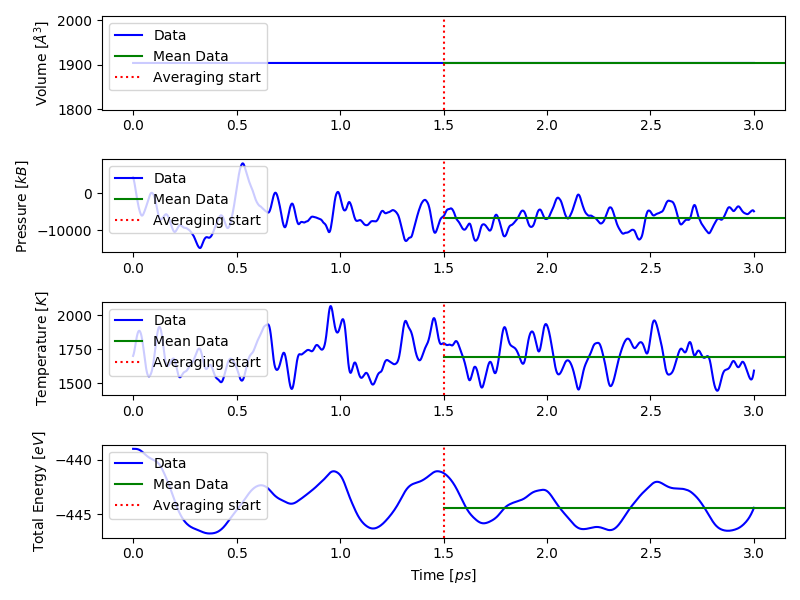 2000
1900
1800
Volume [Å³]
Data
Mean Data
Averaging start
0.0 0.5 1.0 1.5 2.0 2.5 3.0
0
−10000
Pressure [kB]
Data
Mean Data
Averaging start
0.0 0.5 1.0 1.5 2.0 2.5 3.0
2000
1750
1500
Temperature [K]
Data
Mean Data
Averaging start
0.0 0.5 1.0 1.5 2.0 2.5 3.0
−440
−445
Total Energy [eV]
Data
Mean Data
Averaging start
0.0 0.5 1.0 1.5 2.0 2.5 3.0
Time [ps]